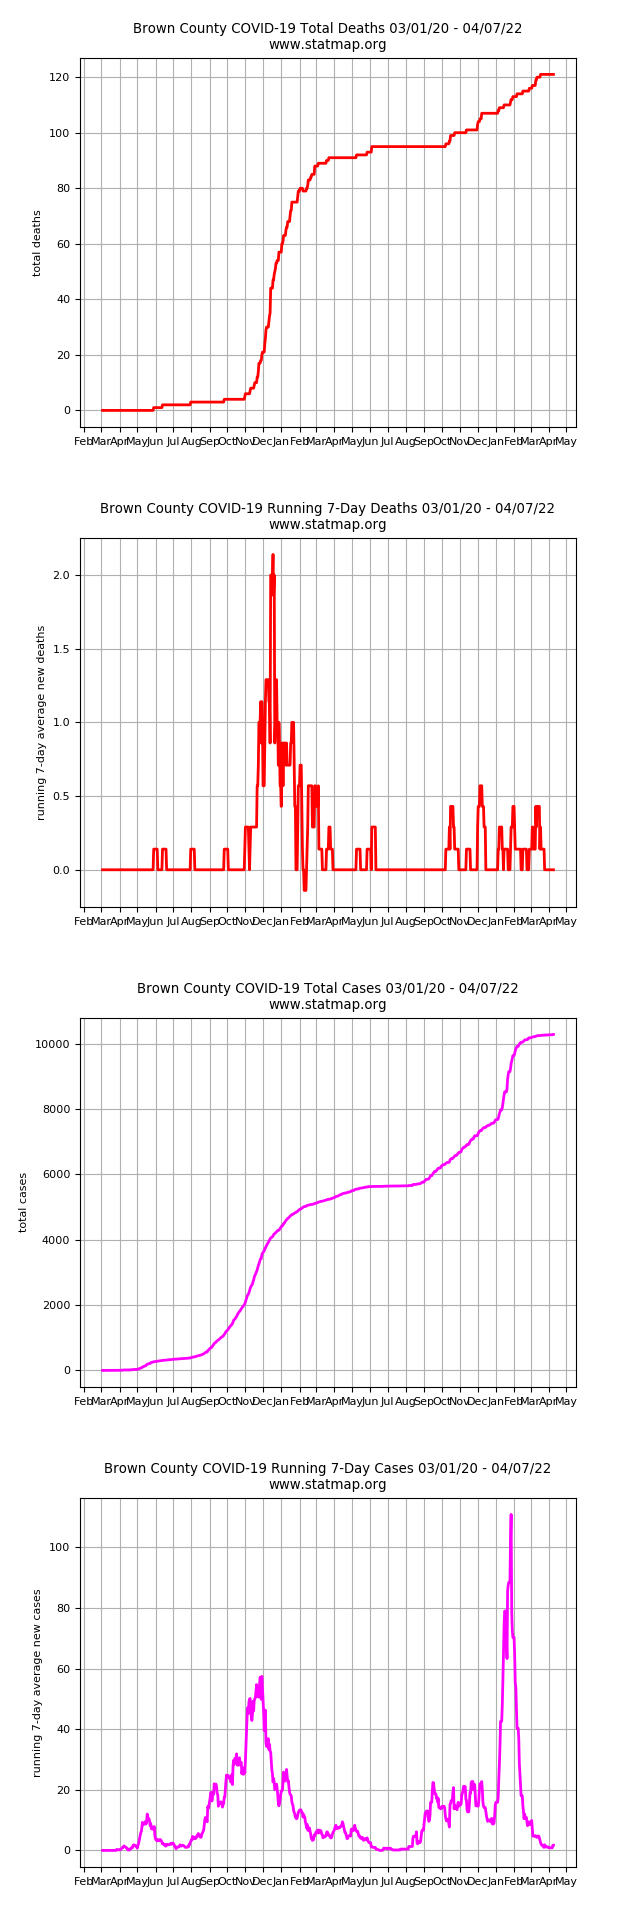 Brown County COVID-19 Total Deaths 03/01/20 - 04/07/22
www.statmap.org
120
100
80
60
40
20
0
total deaths
Feb Mar Apr May Jun Jul Aug Sep Oct Nov Dec Jan Feb Mar Apr May Jun Jul Aug Sep Oct Nov Dec Jan Feb Mar Apr May
Brown County COVID-19 Running 7-Day Deaths 03/01/20 - 04/07/22
www.statmap.org
2.0
1.5
1.0
0.5
0.0
running 7-day average new deaths
Feb Mar Apr May Jun Jul Aug Sep Oct Nov Dec Jan Feb Mar Apr May Jun Jul Aug Sep Oct Nov Dec Jan Feb Mar Apr May
Brown County COVID-19 Total Cases 03/01/20 - 04/07/22
www.statmap.org
10000
8000
6000
4000
2000
0
total cases
Feb Mar Apr May Jun Jul Aug Sep Oct Nov Dec Jan Feb Mar Apr May Jun Jul Aug Sep Oct Nov Dec Jan Feb Mar Apr May
Brown County COVID-19 Running 7-Day Cases 03/01/20 - 04/07/22
www.statmap.org
100
80
60
40
20
0
running 7-day average new cases
Feb Mar Apr May Jun Jul Aug Sep Oct Nov Dec Jan Feb Mar Apr May Jun Jul Aug Sep Oct Nov Dec Jan Feb Mar Apr May